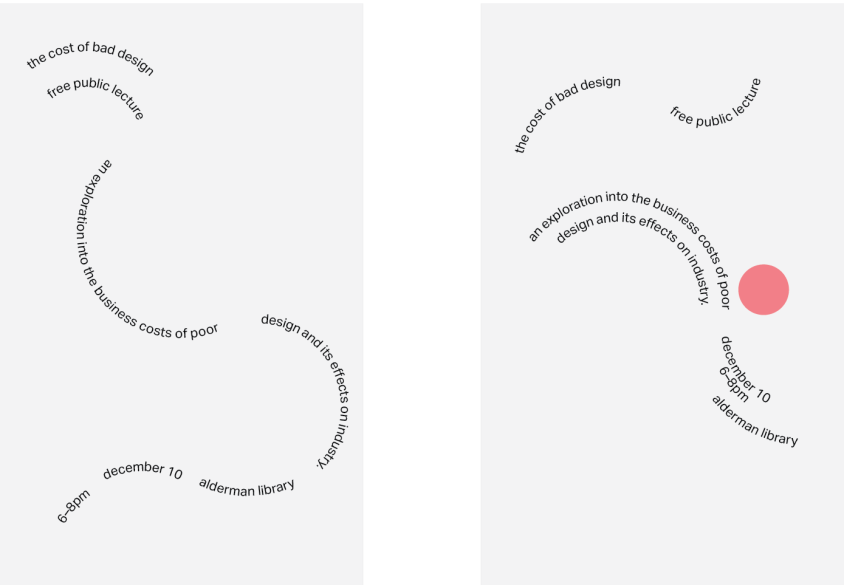 the cost of bad design
free public lecture
an exploration into the business costs of poor
design and its effects on industry.
december 10
alderman library
6–8pm
the cost of bad design
free public lecture
an exploration into the business costs of poor
design and its effects on industry.
december 10
6–8pm
alderman library